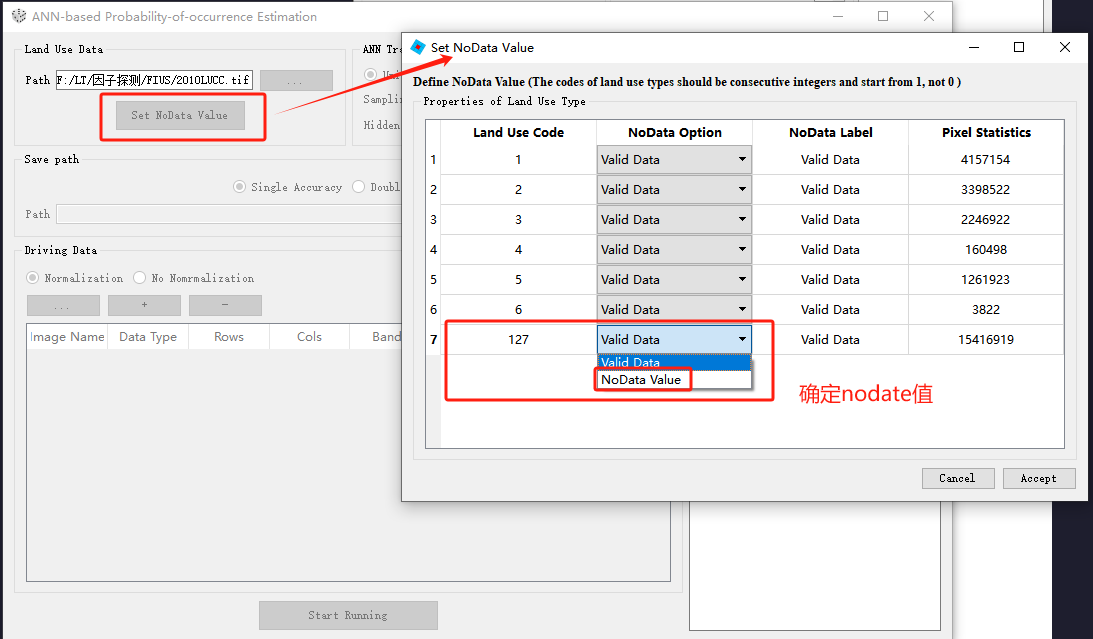 ANN-based Probability-of-occurrence Estimation
Land Use Data
Path F:/LT/因子探测/FIUS/2010LUCC.tif ...
Set NoData Value
Save path
Single Accuracy Doubl
Path
Driving Data
Normalization No Nomrmalization
... + −
Image Name Data Type Rows Cols Band
Start Running
ANN Tra
Uni
Samplin
Hidden
Set NoData Value
Define NoData Value (The codes of land use types should be consecutive integers and start from 1, not 0 )
Properties of Land Use Type
Land Use Code NoData Option NoData Label Pixel Statistics
1 1 Valid Data Valid Data 4157154
2 2 Valid Data Valid Data 3398522
3 3 Valid Data Valid Data 2246922
4 4 Valid Data Valid Data 160498
5 5 Valid Data Valid Data 1261923
6 6 Valid Data Valid Data 3822
7 127 Valid Data Valid Data 15416919
Valid Data
NoData Value
确定nodate值
Cancel Accept